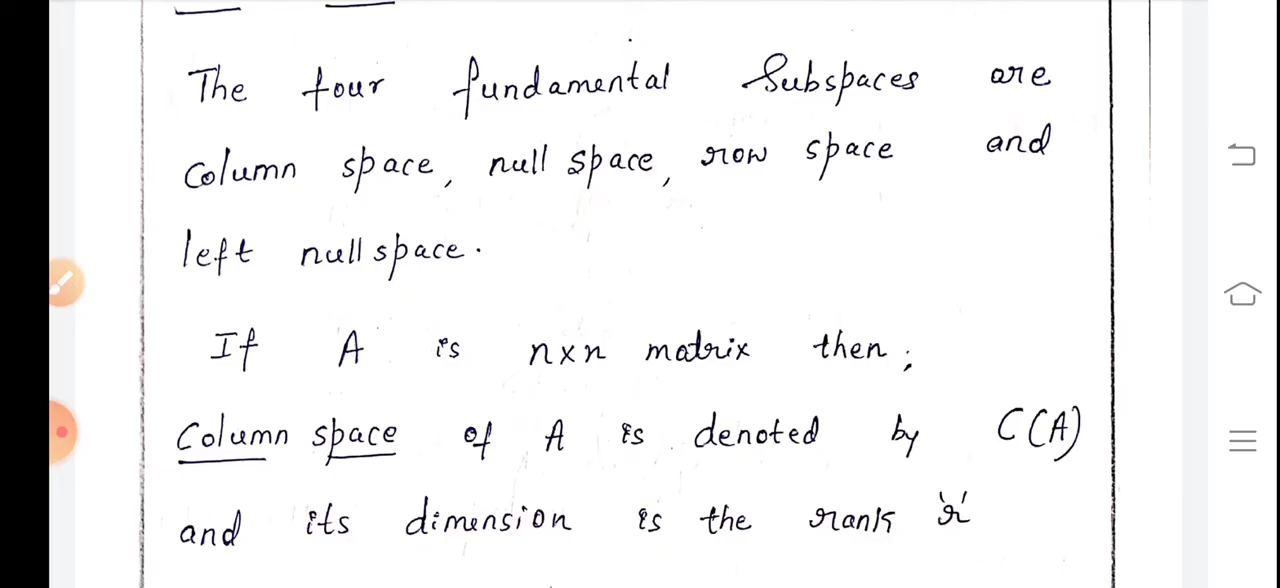 The four fundamental Subspaces are
Column space, null space, row space and
left null space.
If A is nxn matrix then;
Column space of A is denoted by C(A)
and its dimension is the rank 'r'